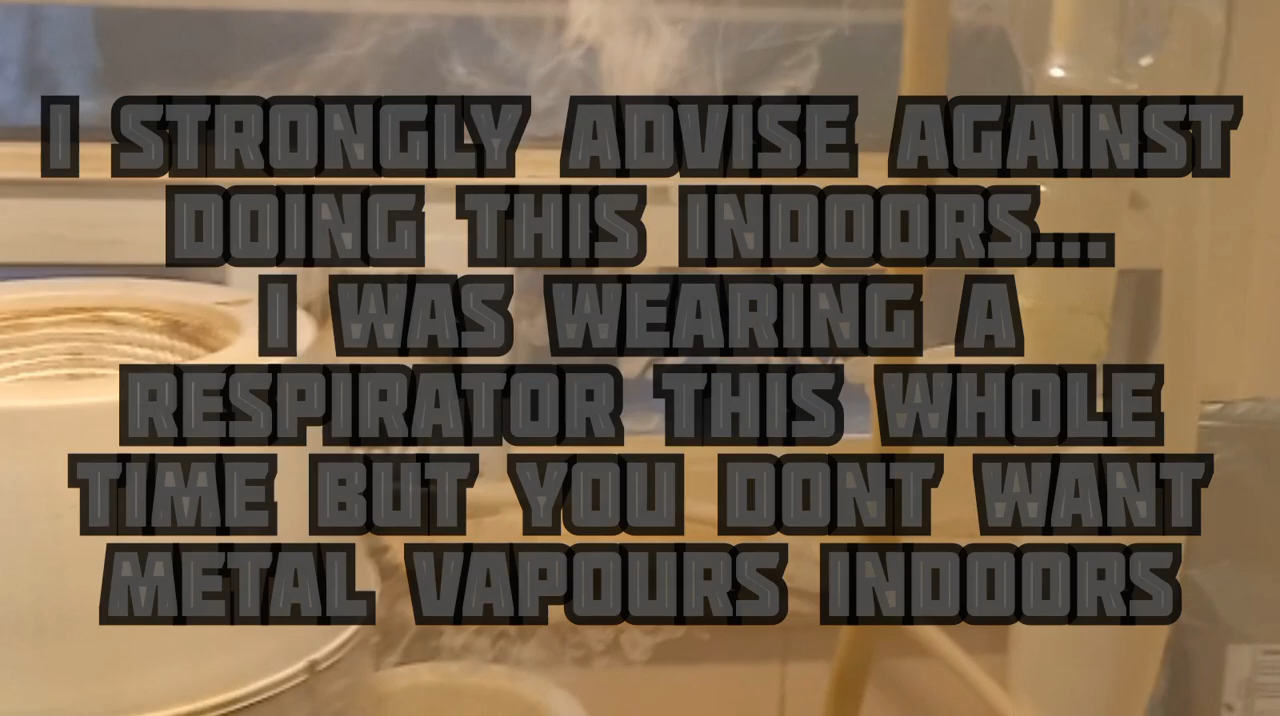 I STRONGLY ADVISE AGAINST
DOING THIS INDOORS...
I WAS WEARING A
RESPIRATOR THIS WHOLE
TIME BUT YOU DONT WANT
METAL VAPOURS INDOORS